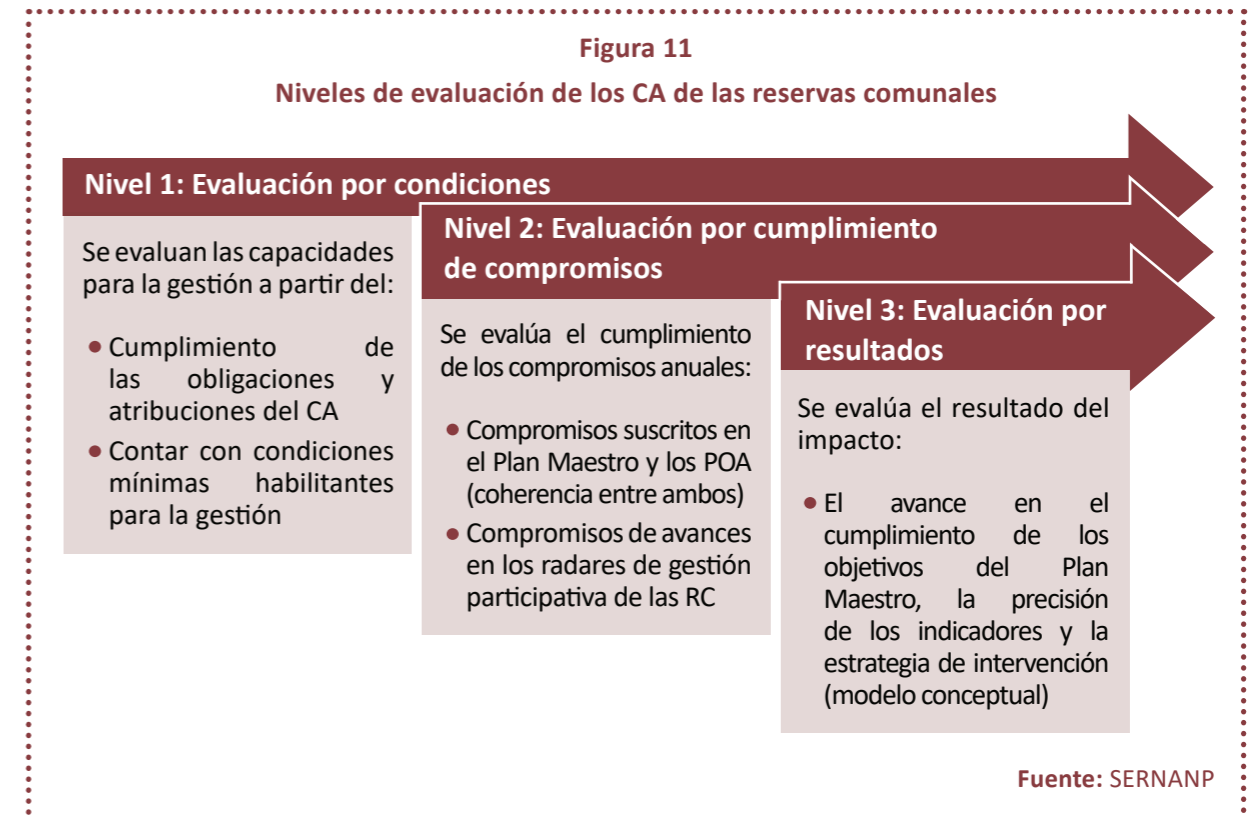 Figura 11
Niveles de evaluación de los CA de las reservas comunales
Nivel 1: Evaluación por condiciones
Se evaluan las capacidades
para la gestión a partir del:
• Cumplimiento de
las obligaciones y
atribuciones del CA
• Contar con condiciones
mínimas habilitantes
para la gestión
Nivel 2: Evaluación por cumplimiento
de compromisos
Se evalúa el cumplimiento
de los compromisos anuales:
• Compromisos suscritos en
el Plan Maestro y los POA
(coherencia entre ambos)
• Compromisos de avances
en los radares de gestión
participativa de las RC
Nivel 3: Evaluación por
resultados
Se evalúa el resultado del
impacto:
• El avance en el
cumplimiento de los
objetivos del Plan
Maestro, la precisión
de los indicadores y la
estrategia de intervención
(modelo conceptual)
Fuente: SERNANP